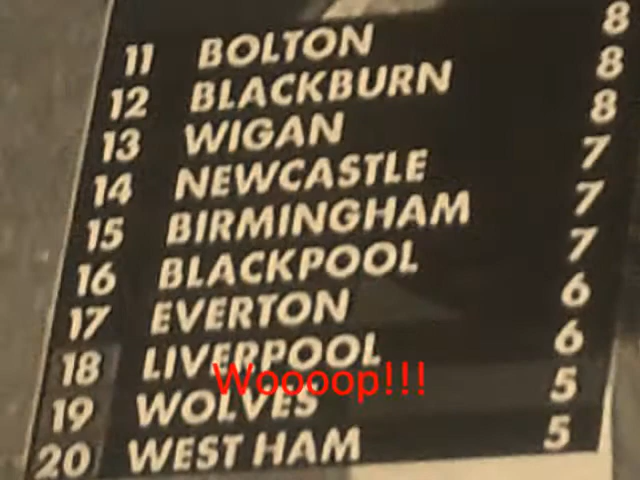 11 BOLTON 8
12 BLACKBURN 8
13 WIGAN 8
14 NEWCASTLE 7
15 BIRMINGHAM 7
16 BLACKPOOL 7
17 EVERTON 6
18 LIVERPOOL 6
Woooop!!!
19 WOLVES 5
20 WEST HAM 5